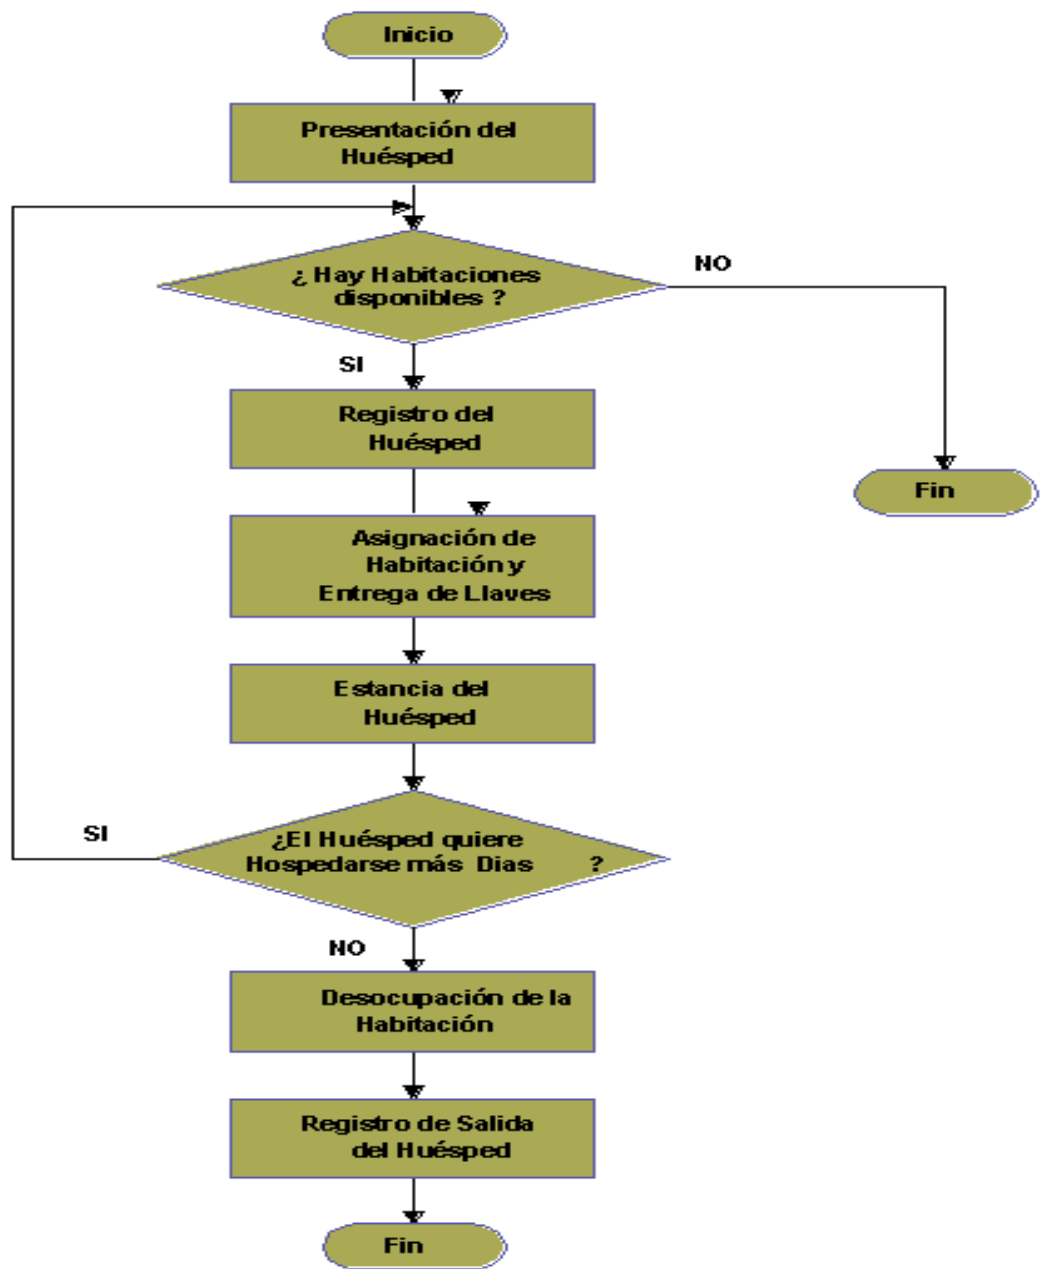 Inicio
Presentación del
Huésped
¿ Hay Habitaciones
disponibles ?
NO
SI
Registro del
Huésped
Fin
Asignación de
Habitación y
Entrega de Llaves
Estancia del
Huésped
SI
¿El Huésped quiere
Hospedarse más Dias ?
NO
Desocupación de la
Habitación
Registro de Salida
del Huésped
Fin